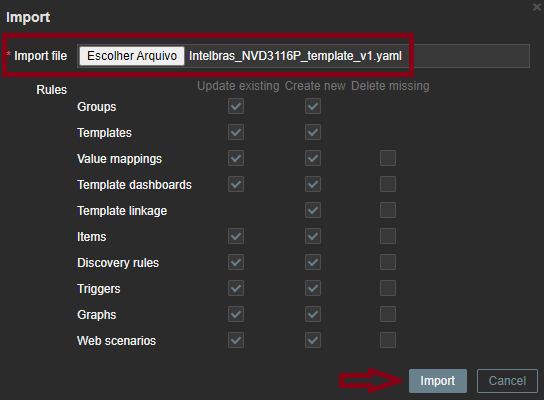 Import
* Import file Escolher Arquivo Intelbras_NVD3116P_template_v1.yaml
Rules Update existing Create new Delete missing
Groups
Templates
Value mappings
Template dashboards
Template linkage
Items
Discovery rules
Triggers
Graphs
Web scenarios
Import Cancel